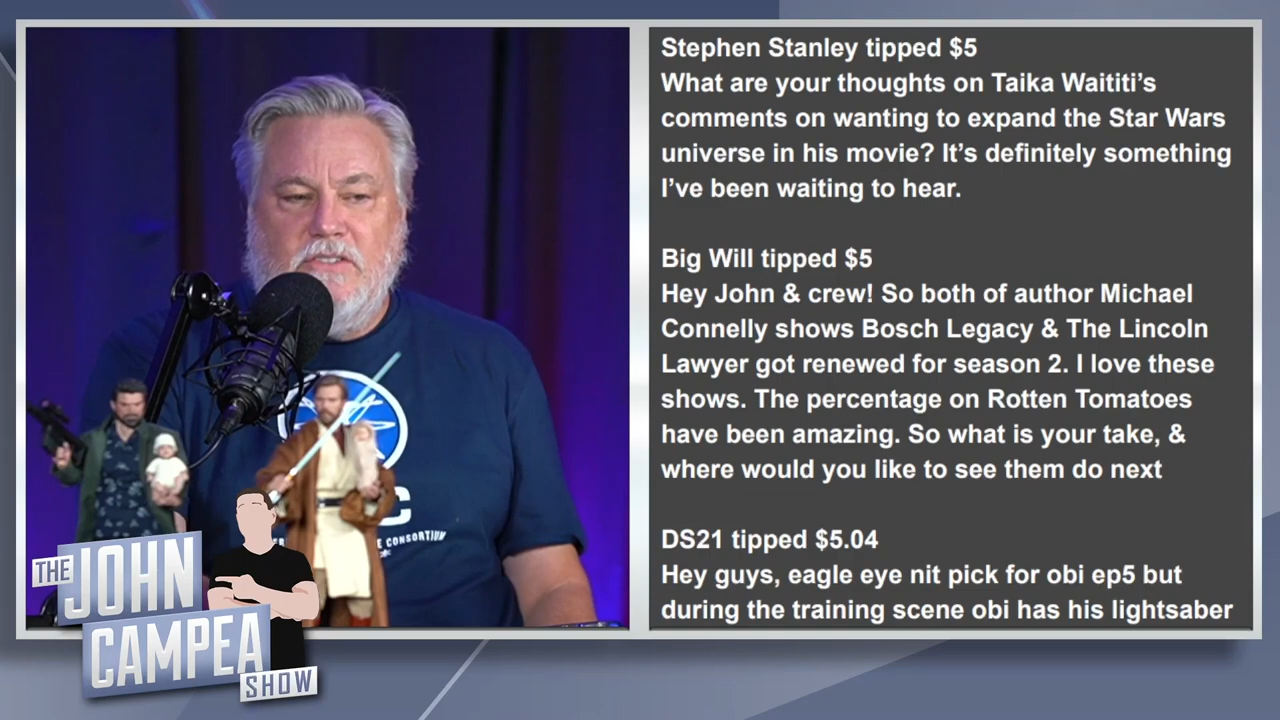 Stephen Stanley tipped $5
What are your thoughts on Taika Waititi’s
comments on wanting to expand the Star Wars
universe in his movie? It’s definitely something
I’ve been waiting to hear.
Big Will tipped $5
Hey John & crew! So both of author Michael
Connelly shows Bosch Legacy & The Lincoln
Lawyer got renewed for season 2. I love these
shows. The percentage on Rotten Tomatoes
have been amazing. So what is your take, &
where would you like to see them do next
DS21 tipped $5.04
Hey guys, eagle eye nit pick for obi ep5 but
during the training scene obi has his lightsaber
C
CONSORTIUM
THE
JOHN
CAMPEA
SHOW